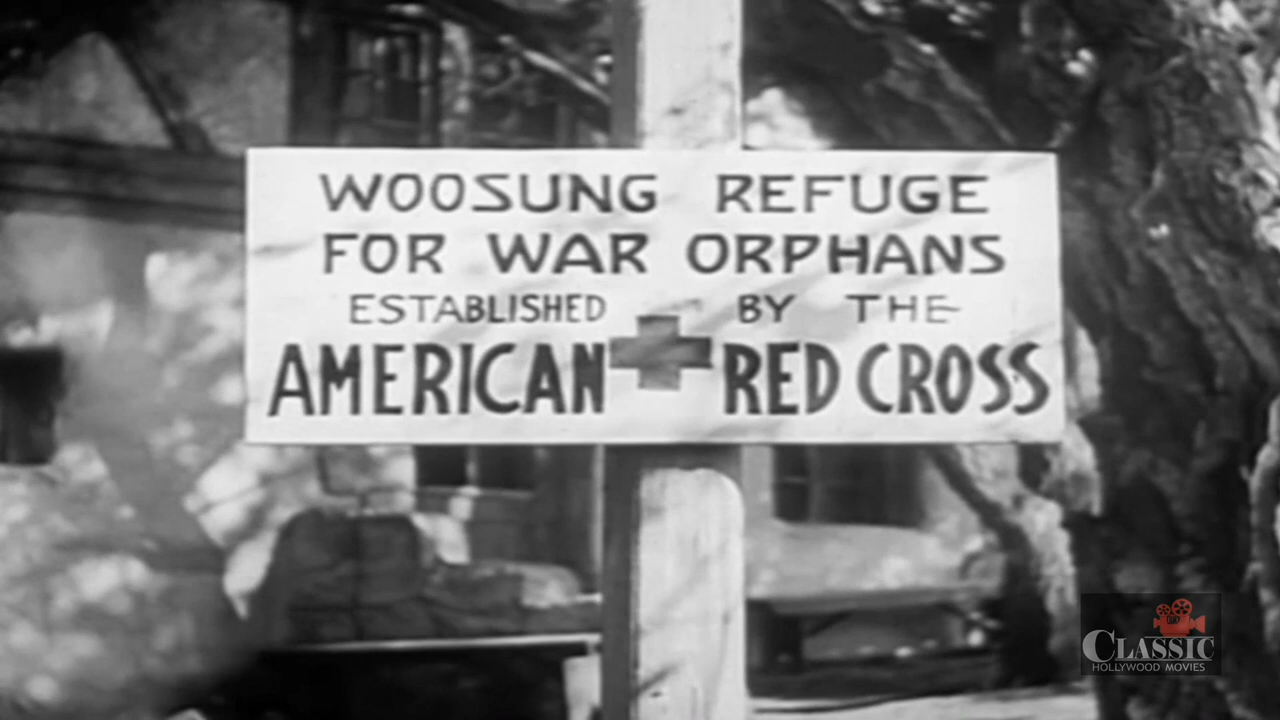 WOOSUNG REFUGE
FOR WAR ORPHANS
ESTABLISHED BY THE
AMERICAN RED CROSS
CLASSIC
HOLLYWOOD MOVIES